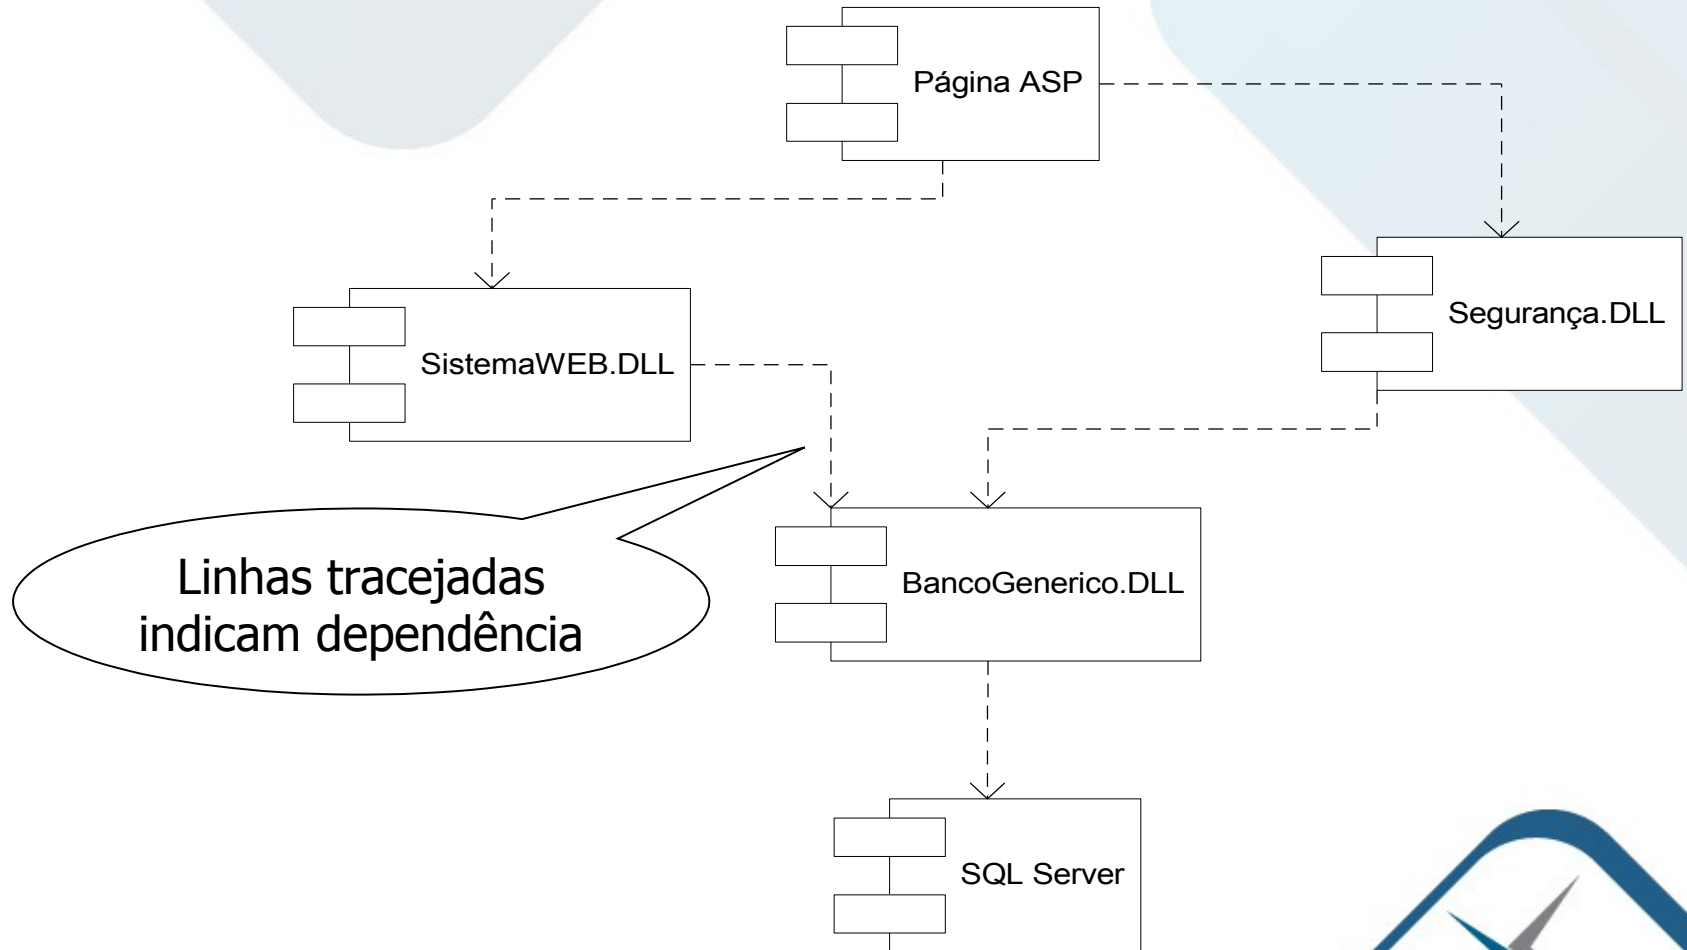 Página ASP
Segurança.DLL
SistemaWEB.DLL
Linhas tracejadas
indicam dependência
BancoGenerico.DLL
SQL Server